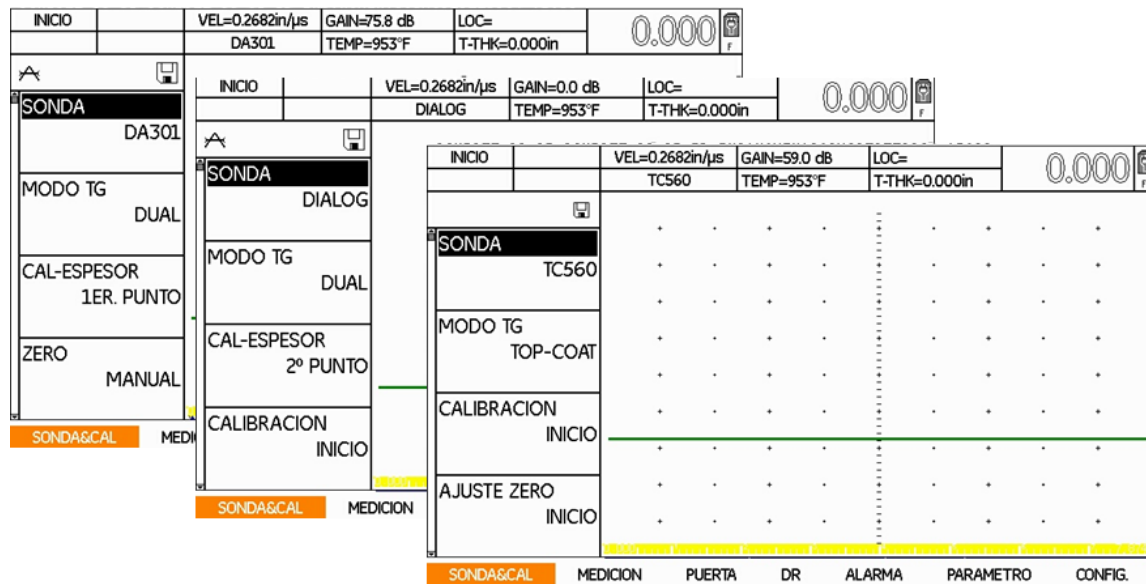 INICIO VEL=0.2682in/µs GAIN=75.8 dB LOC= 0.000
DA301 TEMP=953°F T-THK=0.000in F
SONDA
DA301
MODO TG
DUAL
CAL-ESPESOR
1ER. PUNTO
ZERO
MANUAL
SONDA&CAL
INICIO VEL=0.2682in/µs GAIN=0.0 dB LOC= 0.000
DIALOG TEMP=953°F T-THK=0.000in F
SONDA
DIALOG
MODO TG
DUAL
CAL-ESPESOR
2º PUNTO
CALIBRACION
INICIO
SONDA&CAL MEDICION
INICIO VEL=0.2682in/µs GAIN=59.0 dB LOC= 0.000
TC560 TEMP=953°F T-THK=0.000in
SONDA
TC560
MODO TG
TOP-COAT
CALIBRACION
INICIO
AJUSTE ZERO
INICIO
SONDA&CAL MEDICION PUERTA DR ALARMA PARAMETRO CONFIG.